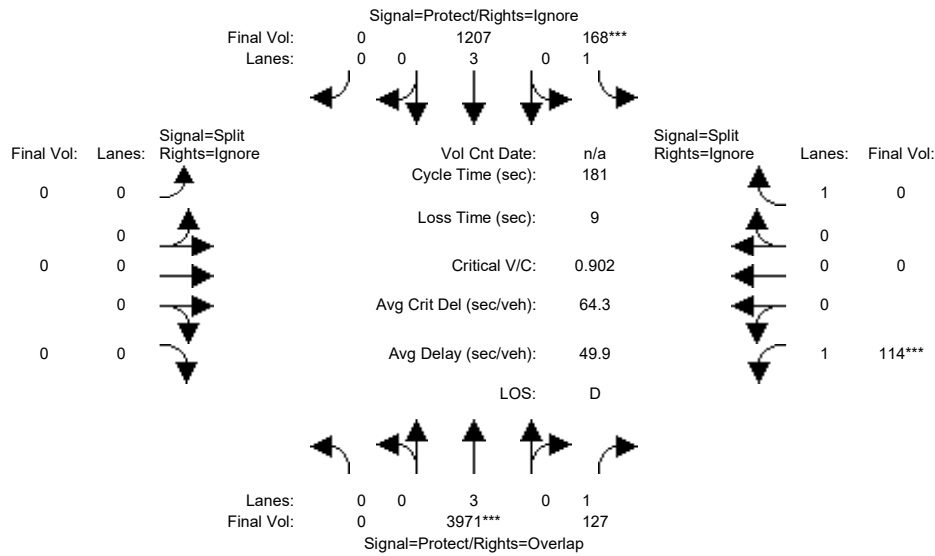 Signal=Protect/Rights=Ignore
Final Vol: 0 1207 168***
Lanes: 0 0 3 0 1
Signal=Split Signal=Split
Final Vol: Lanes: Rights=Ignore Vol Cnt Date: n/a Rights=Ignore Lanes: Final Vol:
Cycle Time (sec): 181
0 0 1 0
Loss Time (sec): 9
0 0
0 0 Critical V/C: 0.902 0 0
0 Avg Crit Del (sec/veh): 64.3 0
0 0 Avg Delay (sec/veh): 49.9 1 114***
LOS: D
Lanes: 0 0 3 0 1
Final Vol: 0 3971*** 127
Signal=Protect/Rights=Overlap